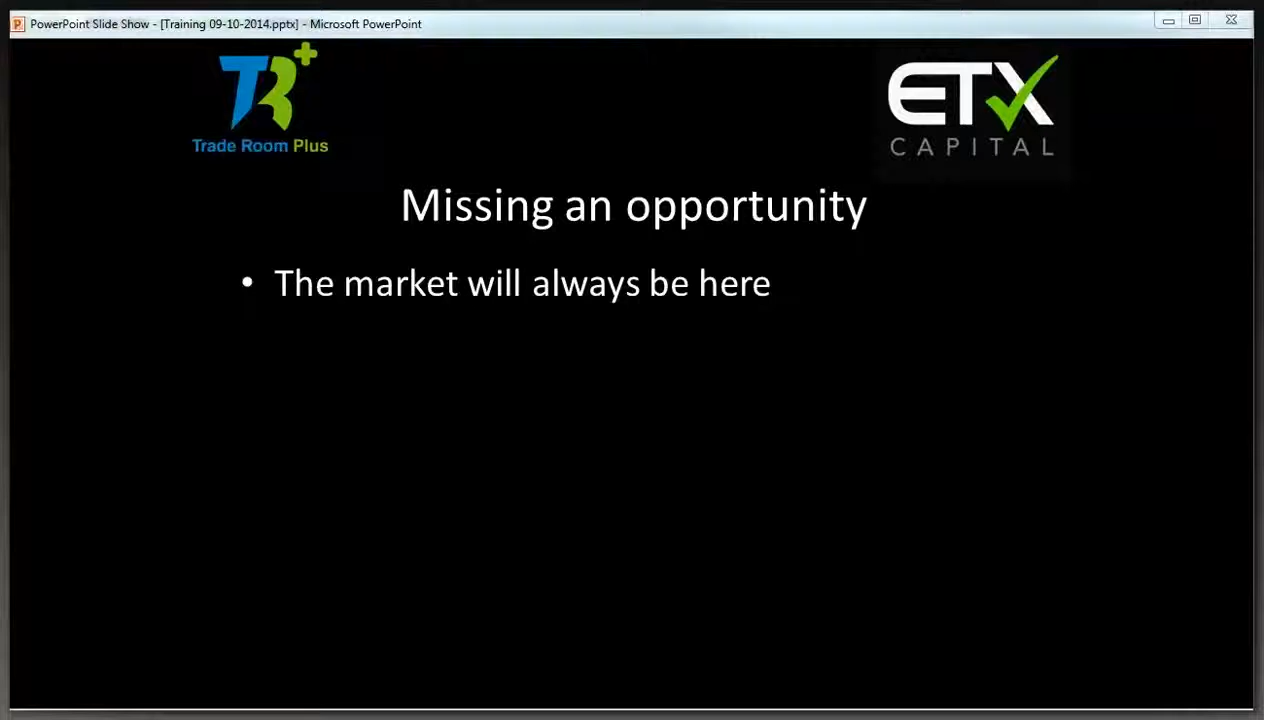 PowerPoint Slide Show - [Training 09-10-2014.pptx] - Microsoft PowerPoint
TR+
Trade Room Plus
ETX
CAPITAL
Missing an opportunity
• The market will always be here